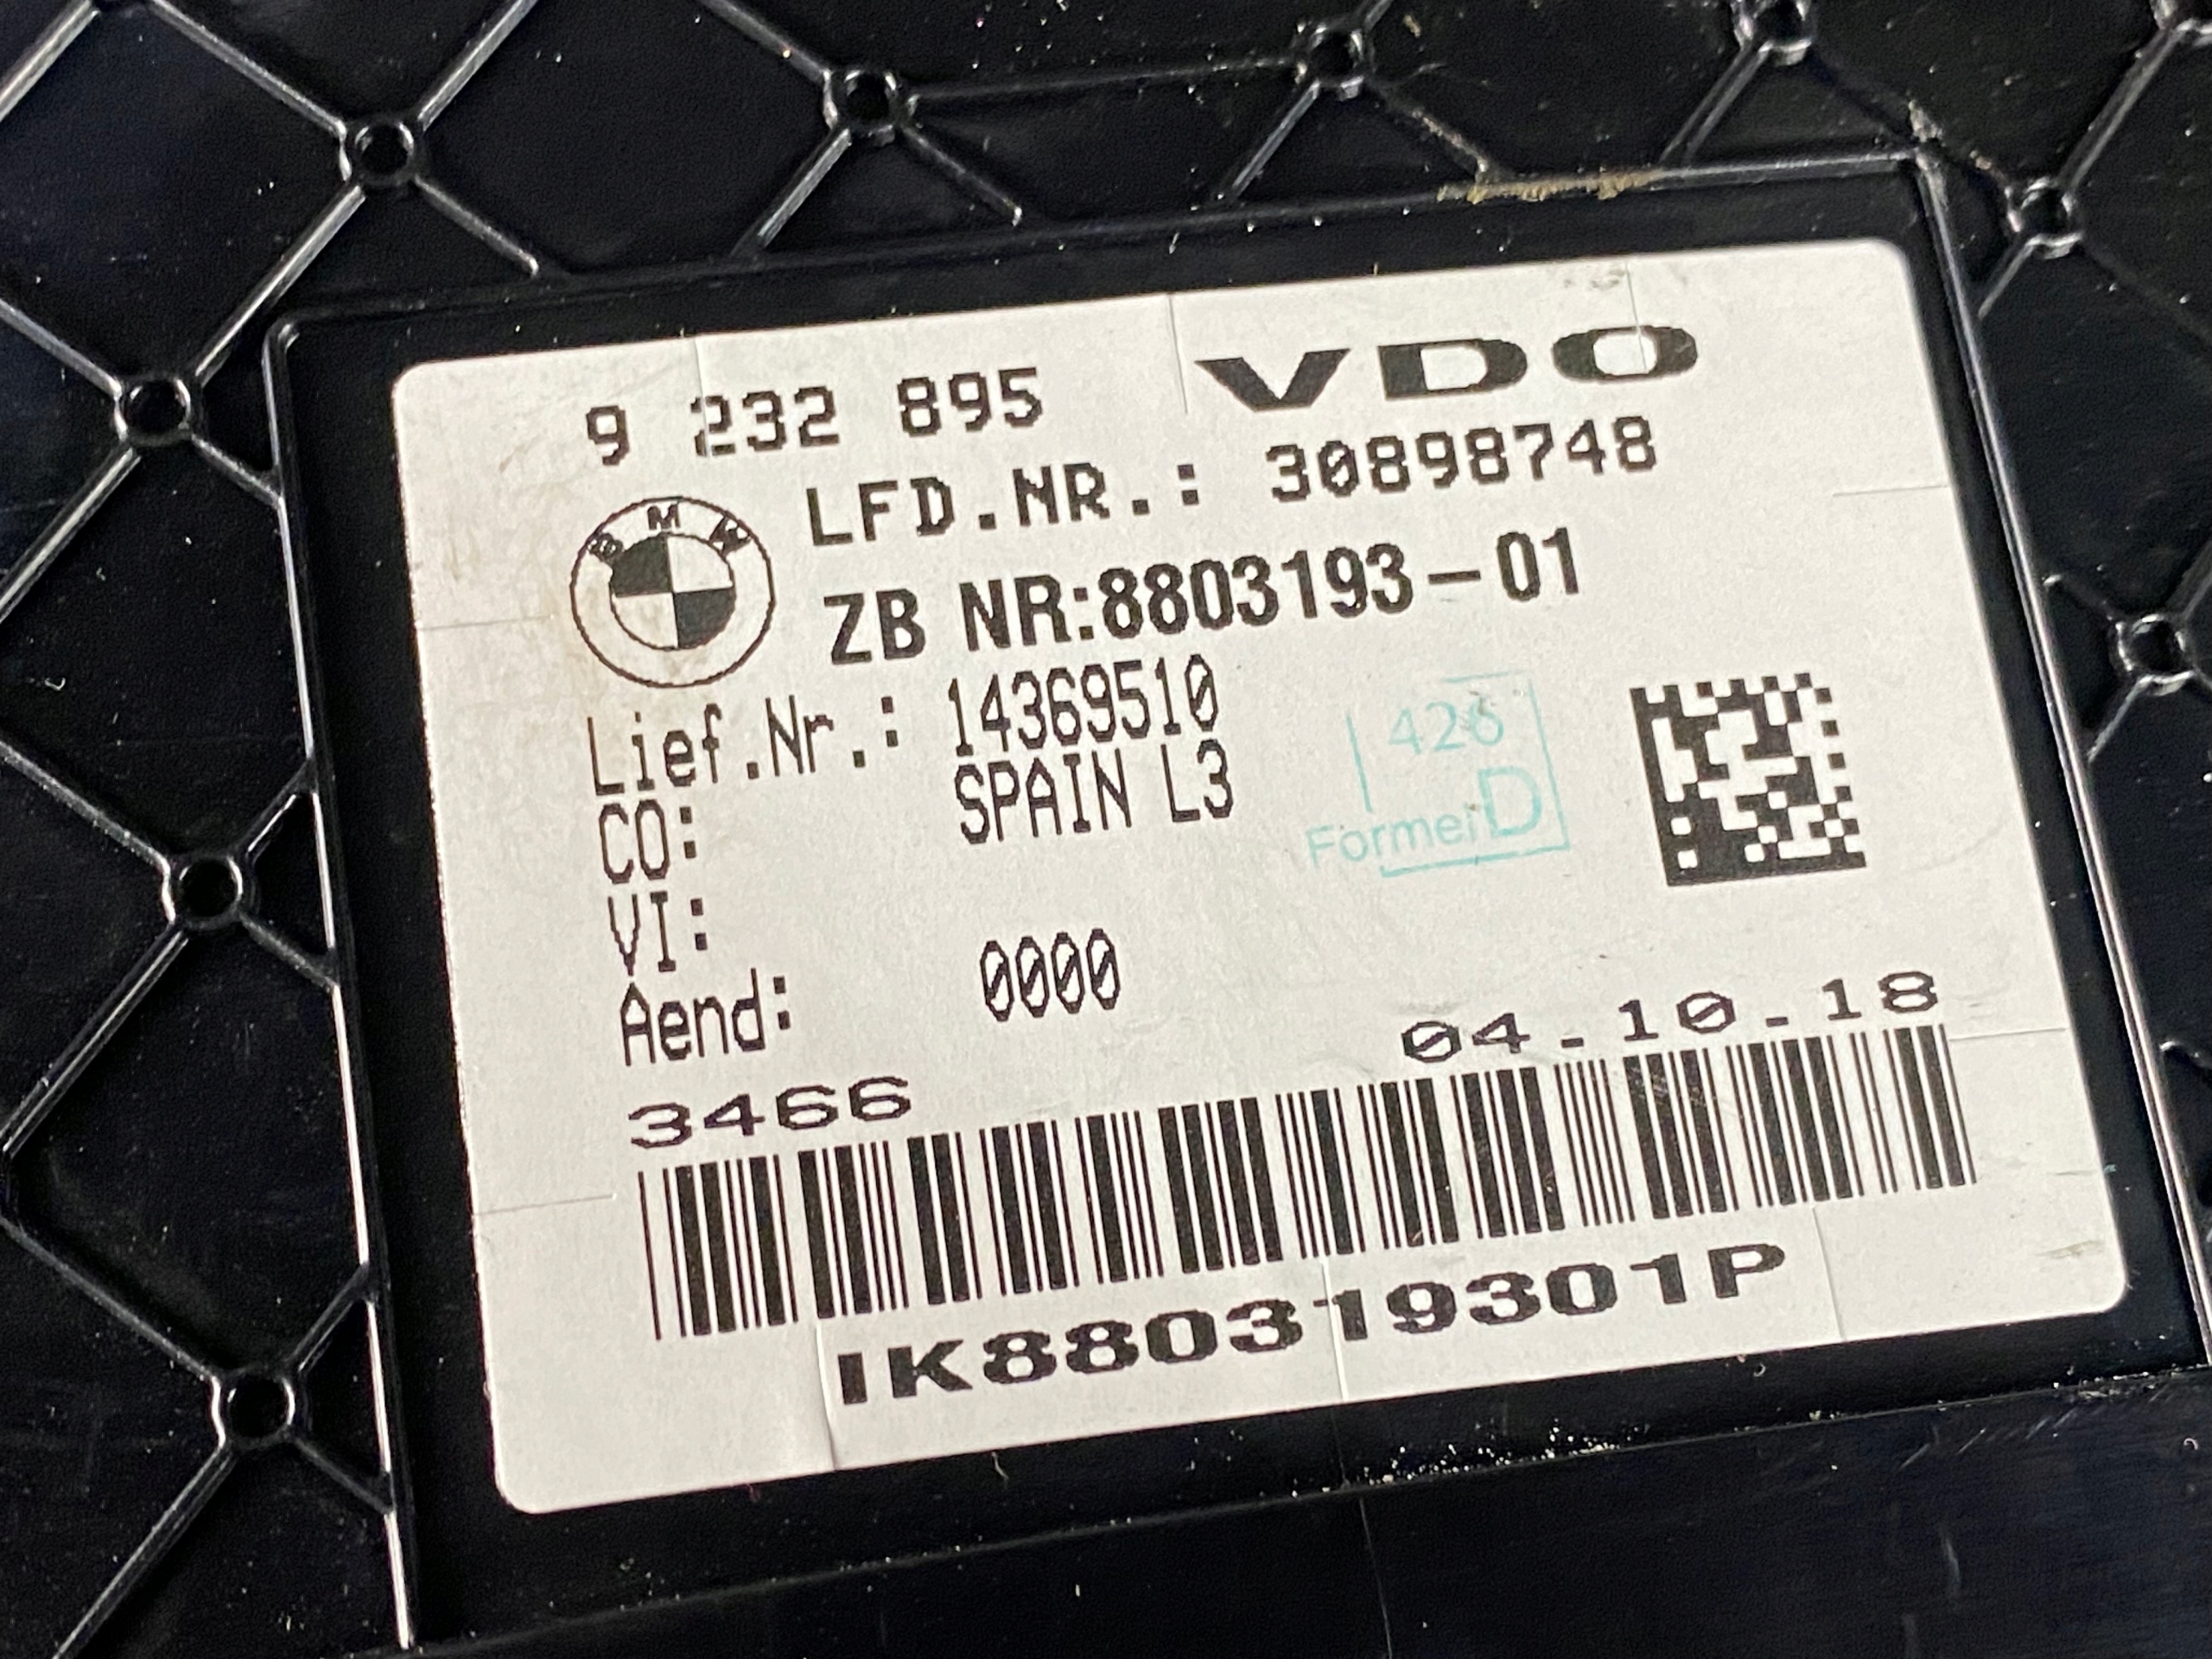 9 232 895 VDO
LFD.NR.: 30898748
BMW
ZB NR:8803193-01
Lief.Nr.: 14369510
CO: SPAIN L3
426
FormelD
VI:
Aend: 0000
3466 04.10.18
IK880319301P